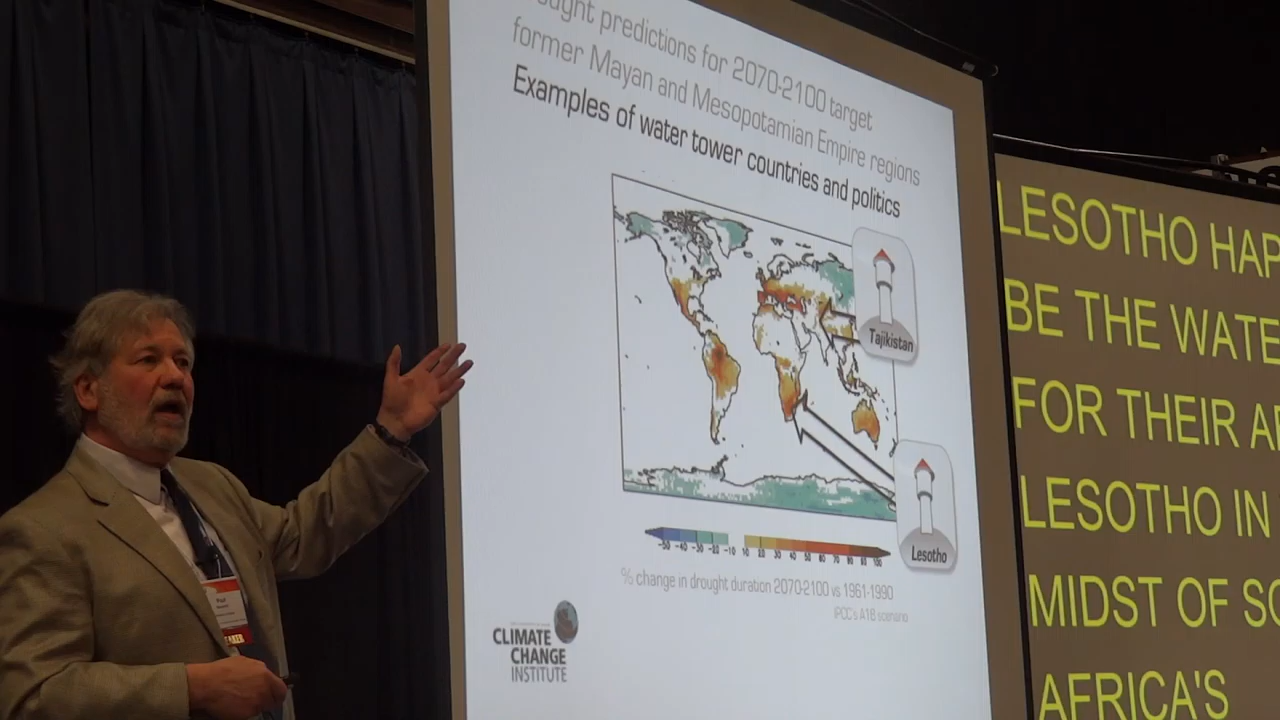 ought predictions for 2070-2100 target
former Mayan and Mesopotamian Empire regions
Examples of water tower countries and politics
Tajikistan
Lesotho
-50 -40 -30 -20 -10 10 20 30 40 50 60 80 100
% change in drought duration 2070-2100 vs 1961-1990
IPCC's A1B scenario
CLIMATE
CHANGE
INSTITUTE
LESOTHO HAP
BE THE WATE
FOR THEIR A
LESOTHO IN
MIDST OF SO
AFRICA'S
Paul
EAKER